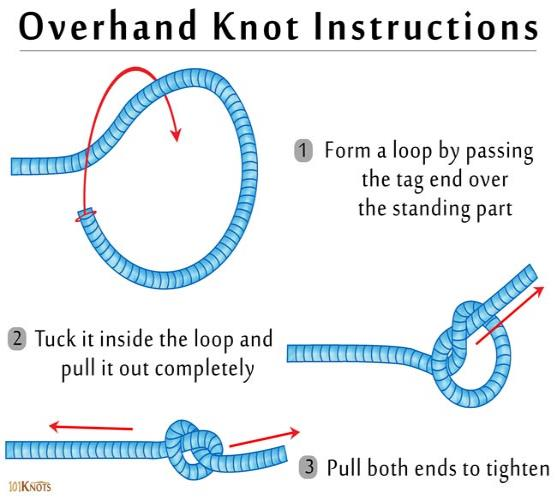 Overhand Knot Instructions
1 Form a loop by passing
the tag end over
the standing part
2 Tuck it inside the loop and
pull it out completely
3 Pull both ends to tighten
101KNOTS